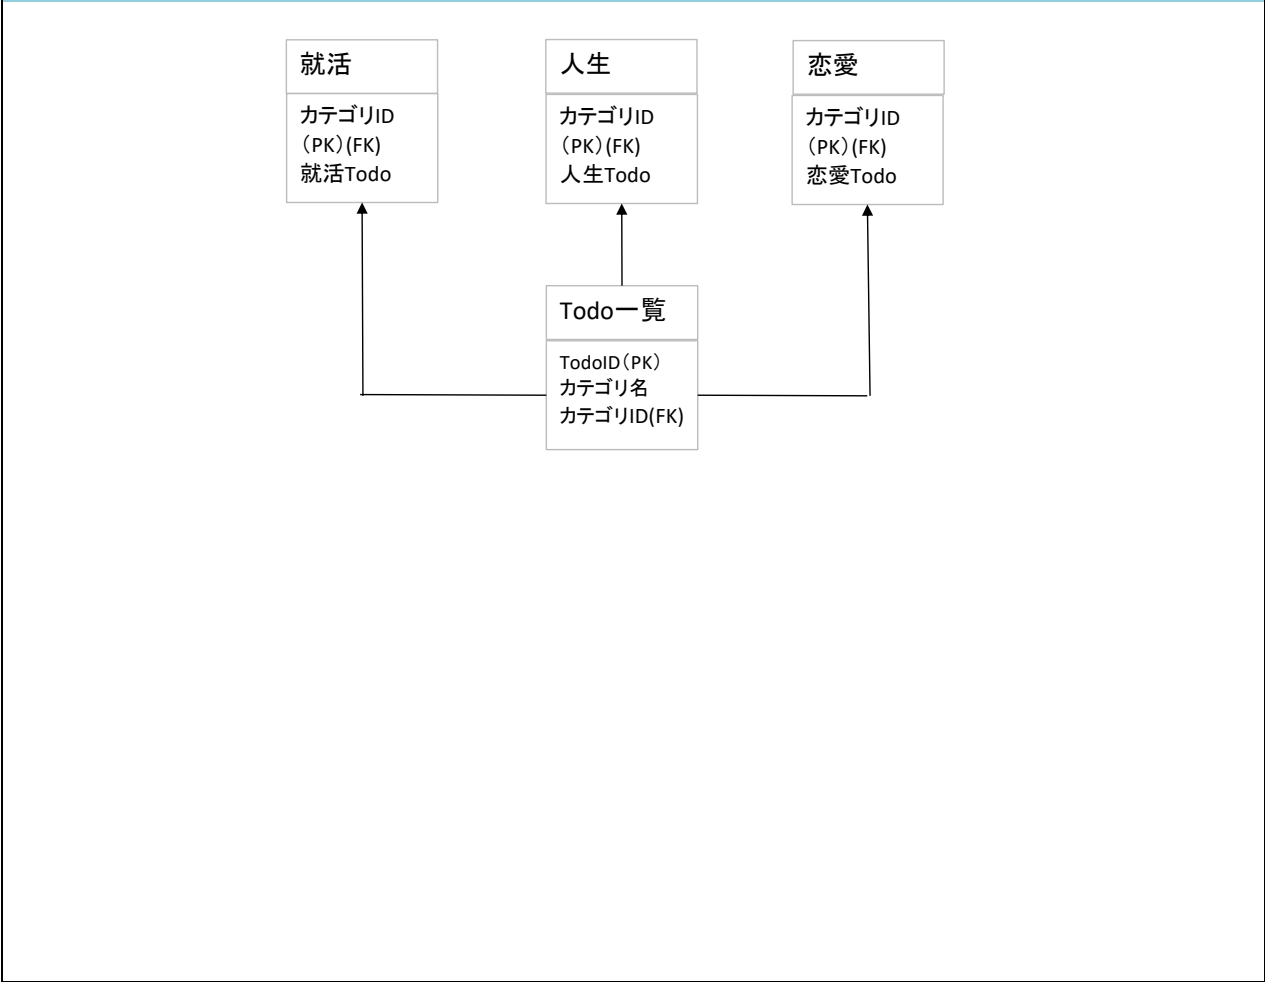 就活
カテゴリID
（PK）(FK)
就活Todo
人生
カテゴリID
（PK）(FK)
人生Todo
恋愛
カテゴリID
（PK）(FK)
恋愛Todo
Todo一覧
TodoID（PK）
カテゴリ名
カテゴリID(FK)